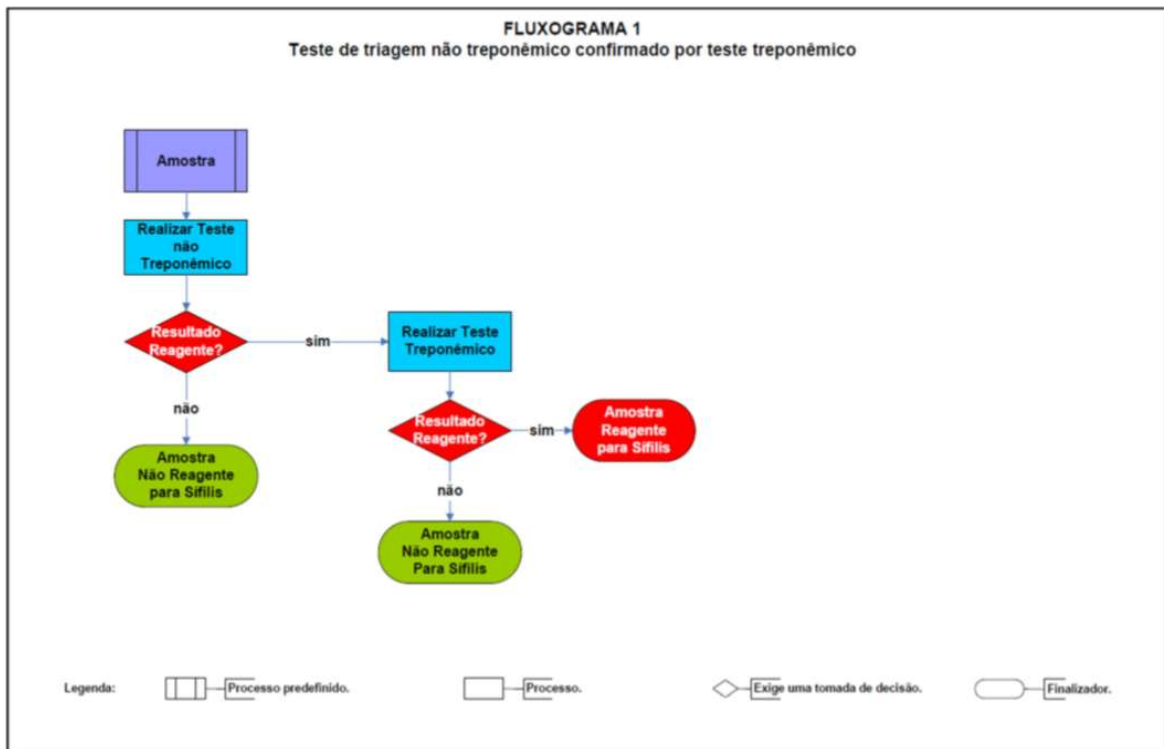 FLUXOGRAMA 1
Teste de triagem não treponêmico confirmado por teste treponêmico
Amostra
Realizar Teste
não
Treponêmico
Resultado
Reagente?
sim
Realizar Teste
Treponêmico
não
Amostra
Não Reagente
para Sífilis
Resultado
Reagente?
sim
Amostra
Reagente
para Sífilis
não
Amostra
Não Reagente
Para Sífilis
Legenda:
Processo predefinido.
Processo.
Exige uma tomada de decisão.
Finalizador.